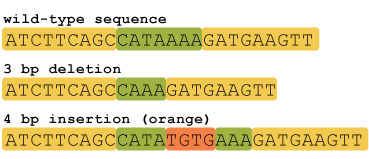 wild-type sequence
ATCTTCAGCCATAAAAGATGAAGTT
3 bp deletion
ATCTTCAGCCAAAGATGAAGTT
4 bp insertion (orange)
ATCTTCAGCCATATGTGAAAGATGAAGTT